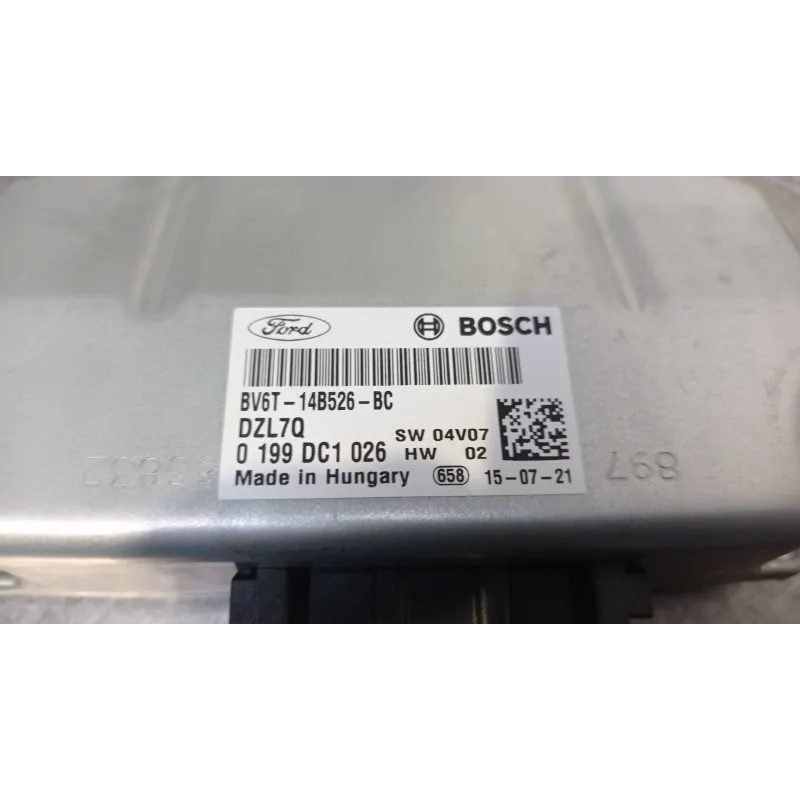 Ford BOSCH
BV6T-14B526-BC
DZL7Q
SW 04V07
0 199 DC1 026 HW 02
Made in Hungary 658 15-07-21
897